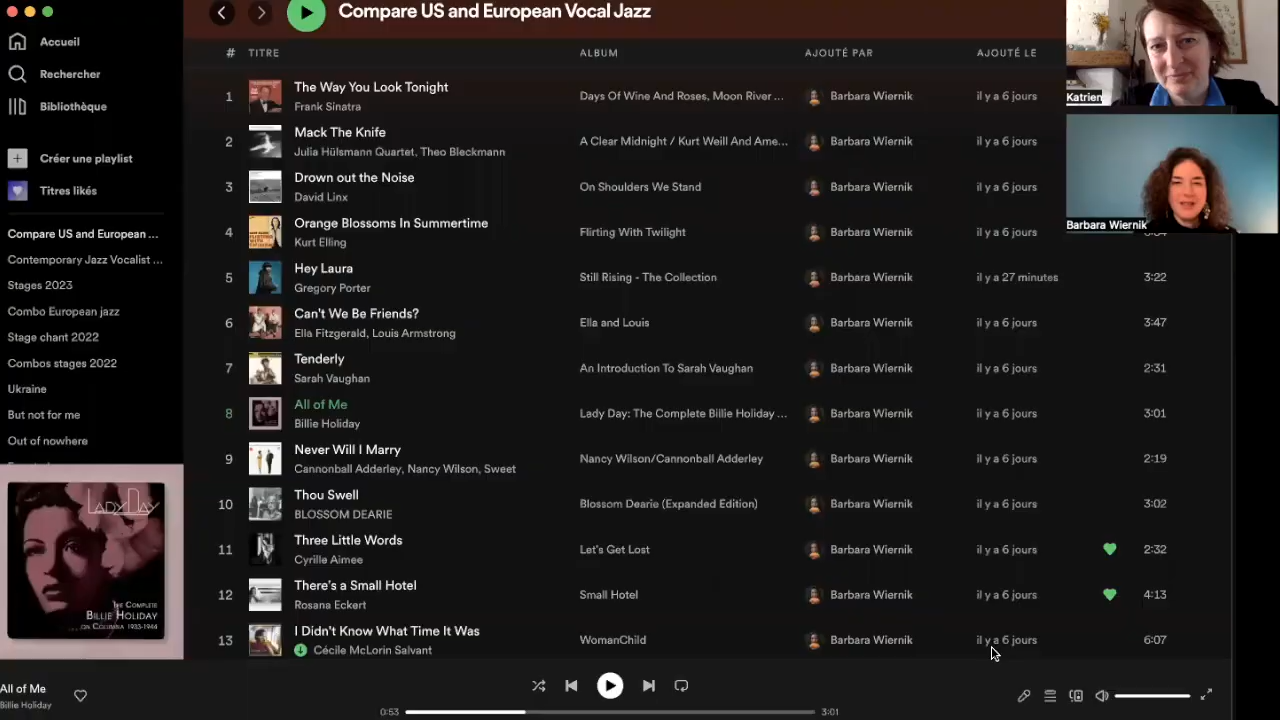 Compare US and European Vocal Jazz
Accueil
Rechercher
Bibliothèque
Créer une playlist
Titres likés
Compare US and European ...
Contemporary Jazz Vocalist ...
Stages 2023
Combo European jazz
Stage chant 2022
Combos stages 2022
Ukraine
But not for me
Out of nowhere
LADY DAY
THE COMPLETE
BILLIE HOLIDAY
ON COLUMBIA 1933-1944
# TITRE ALBUM AJOUTÉ PAR AJOUTÉ LE
1 The Way You Look Tonight
Frank Sinatra Days Of Wine And Roses, Moon River ... Barbara Wiernik il y a 6 jours
2 Mack The Knife
Julia Hülsmann Quartet, Theo Bleckmann A Clear Midnight / Kurt Weill And Ame... Barbara Wiernik il y a 6 jours
3 Drown out the Noise
David Linx On Shoulders We Stand Barbara Wiernik il y a 6 jours
4 Orange Blossoms In Summertime
Kurt Elling Flirting With Twilight Barbara Wiernik il y a 6 jours
5 Hey Laura
Gregory Porter Still Rising - The Collection Barbara Wiernik il y a 27 minutes 3:22
6 Can't We Be Friends?
Ella Fitzgerald, Louis Armstrong Ella and Louis Barbara Wiernik il y a 6 jours 3:47
7 Tenderly
Sarah Vaughan An Introduction To Sarah Vaughan Barbara Wiernik il y a 6 jours 2:31
8 All of Me
Billie Holiday Lady Day: The Complete Billie Holiday ... Barbara Wiernik il y a 6 jours 3:01
9 Never Will I Marry
Cannonball Adderley, Nancy Wilson, Sweet Nancy Wilson/Cannonball Adderley Barbara Wiernik il y a 6 jours 2:19
10 Thou Swell
BLOSSOM DEARIE Blossom Dearie (Expanded Edition) Barbara Wiernik il y a 6 jours 3:02
11 Three Little Words
Cyrille Aimee Let's Get Lost Barbara Wiernik il y a 6 jours 2:32
12 There's a Small Hotel
Rosana Eckert Small Hotel Barbara Wiernik il y a 6 jours 4:13
13 I Didn't Know What Time It Was
Cécile McLorin Salvant WomanChild Barbara Wiernik il y a 6 jours 6:07
Katrien
Barbara Wiernik
All of Me
Billie Holiday
0:53 3:01